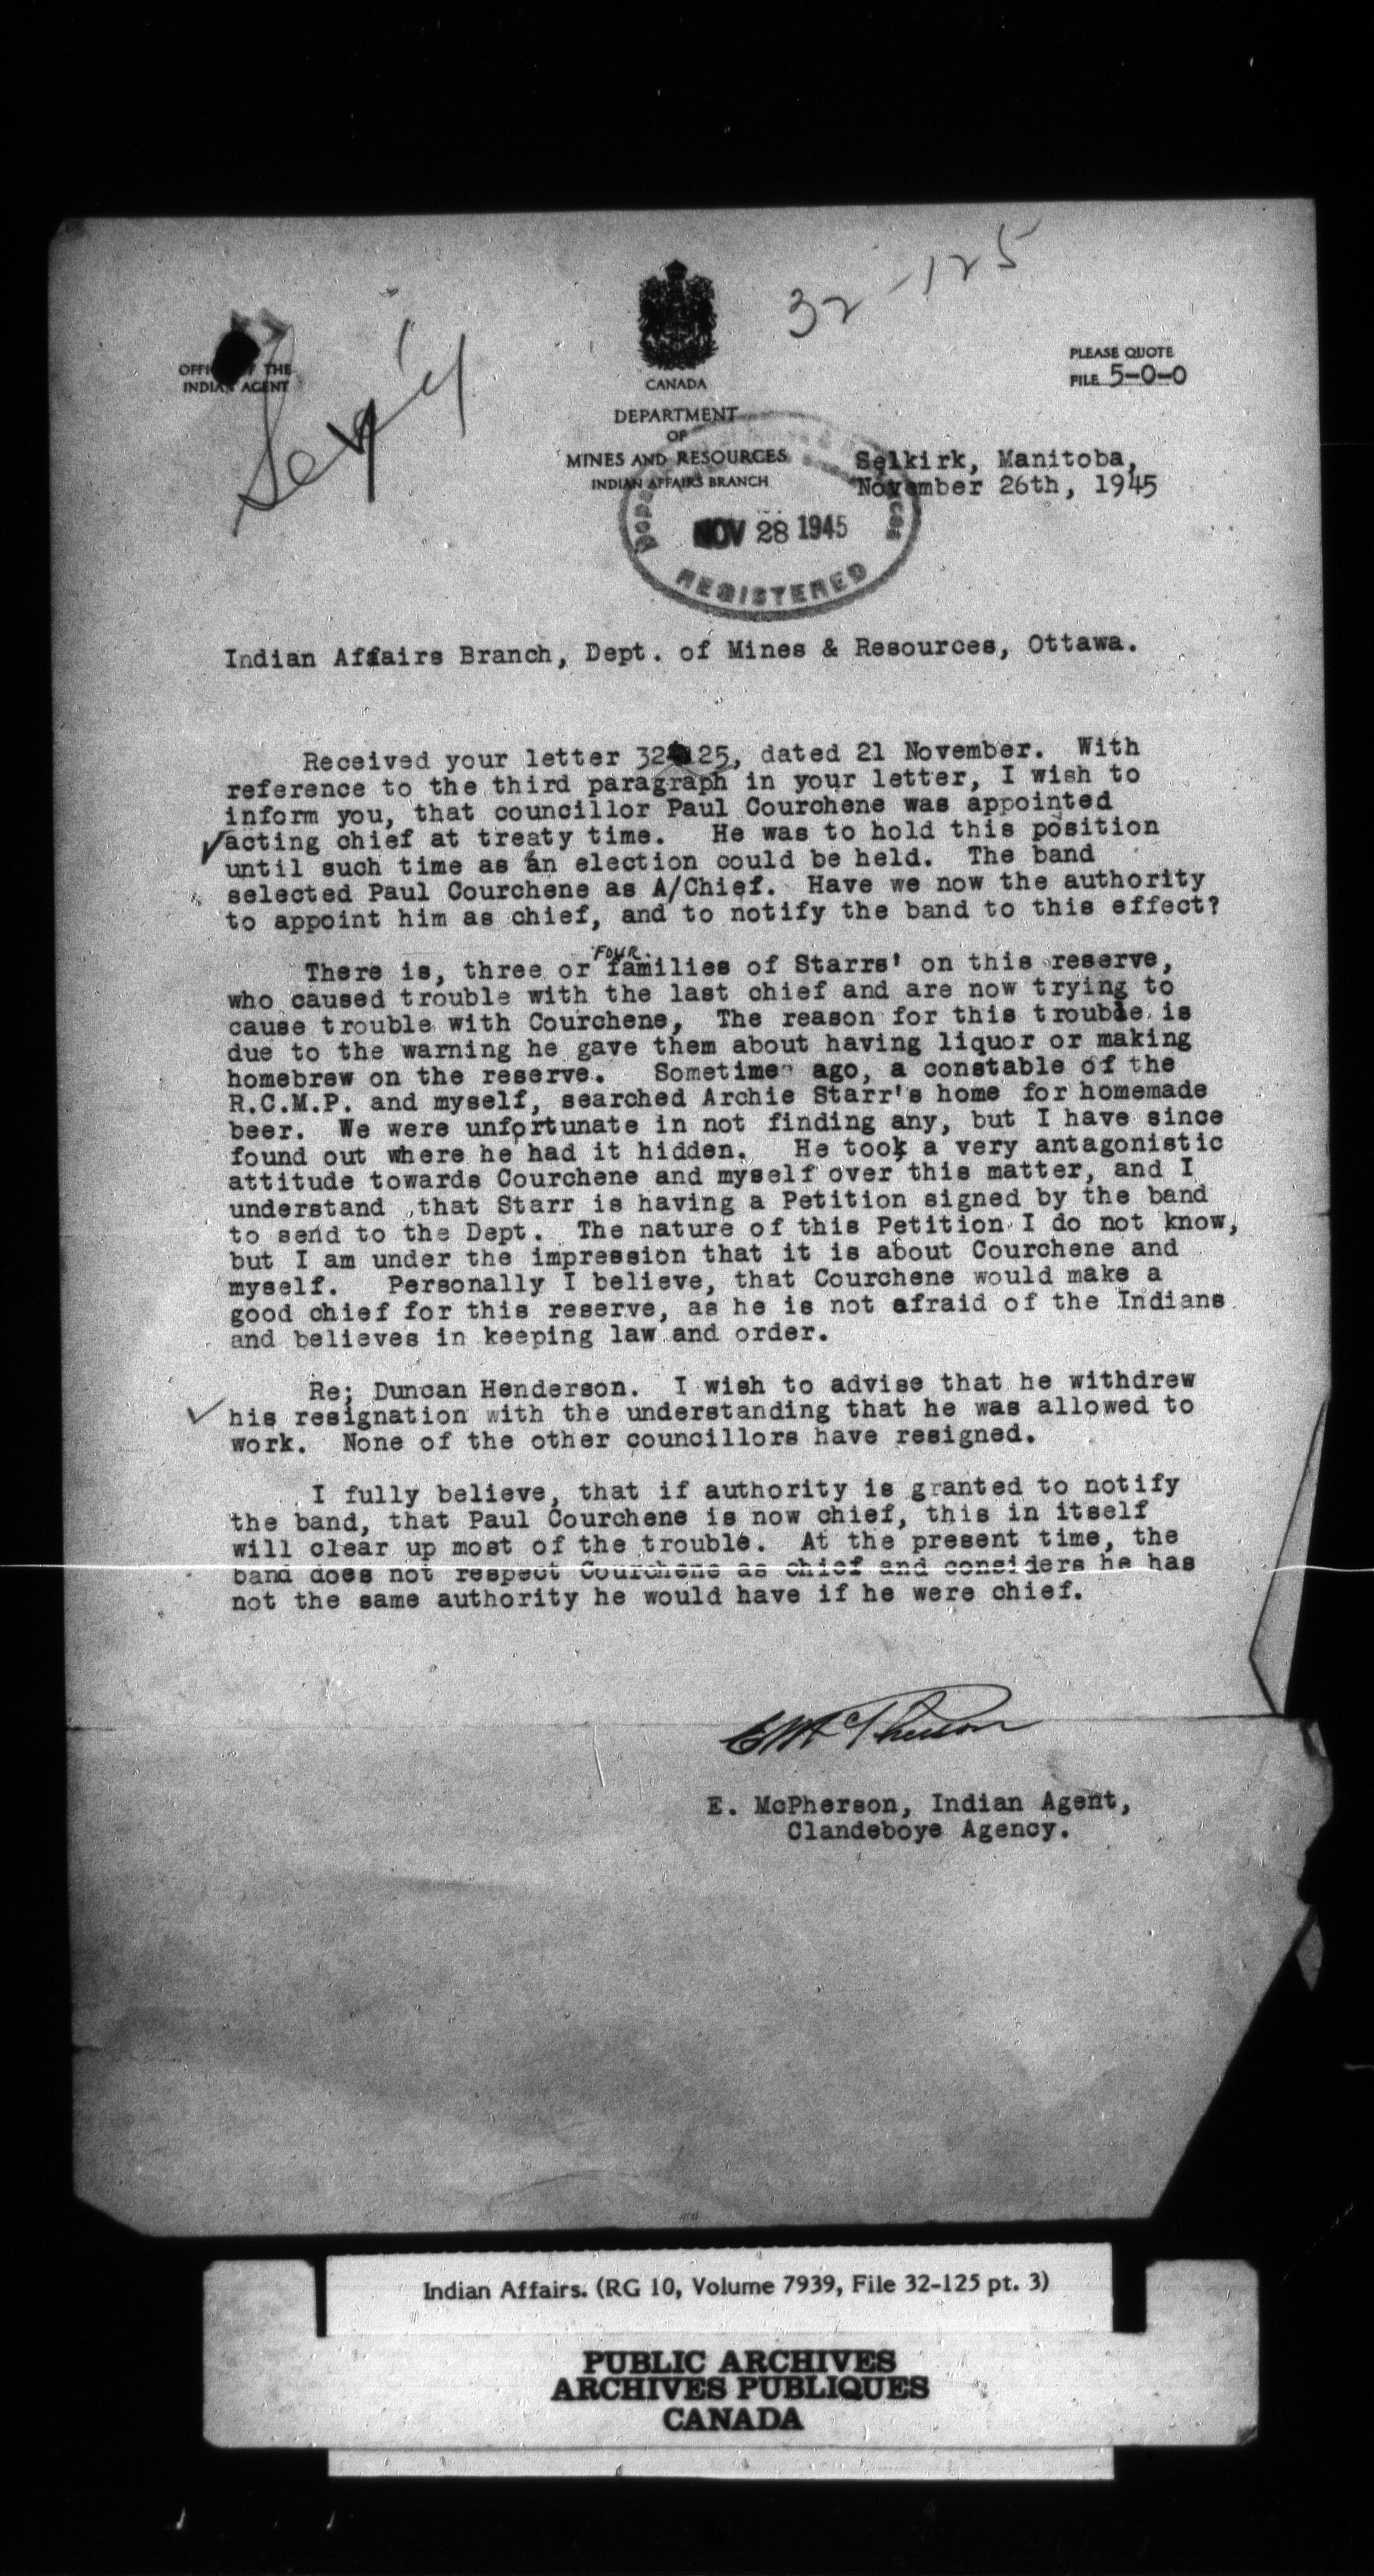 32-125
OFFICE OF THE
INDIAN AGENT
CANADA
PLEASE QUOTE
FILE 5-0-0
DEPARTMENT
OF
MINES AND RESOURCES
INDIAN AFFAIRS BRANCH
Selkirk, Manitoba,
November 26th, 1945
NOV 28 1945
REGISTERED
Indian Affairs Branch, Dept. of Mines & Resources, Ottawa.
Received your letter 32-125, dated 21 November. With
reference to the third paragraph in your letter, I wish to
inform you, that councillor Paul Courchene was appointed
acting chief at treaty time. He was to hold this position
until such time as an election could be held. The band
selected Paul Courchene as A/Chief. Have we now the authority
to appoint him as chief, and to notify the band to this effect?
FOUR.
There is, three or families of Starrs' on this reserve,
who caused trouble with the last chief and are now trying to
cause trouble with Courchene, The reason for this trouble is
due to the warning he gave them about having liquor or making
homebrew on the reserve. Sometime ago, a constable of the
R.C.M.P. and myself, searched Archie Starr's home for homemade
beer. We were unfortunate in not finding any, but I have since
found out where he had it hidden. He took a very antagonistic
attitude towards Courchene and myself over this matter, and I
understand ,that Starr is having a Petition signed by the band
to send to the Dept. The nature of this Petition I do not know,
but I am under the impression that it is about Courchene and
myself. Personally I believe, that Courchene would make a
good chief for this reserve, as he is not afraid of the Indians
and believes in keeping law and order.
Re; Duncan Henderson. I wish to advise that he withdrew
his resignation with the understanding that he was allowed to
work. None of the other councillors have resigned.
I fully believe, that if authority is granted to notify
the band, that Paul Courchene is now chief, this in itself
will clear up most of the trouble. At the present time, the
band does not respect Courchene as chief and considers he has
not the same authority he would have if he were chief.
E McPherson
E. McPherson, Indian Agent,
Clandeboye Agency.
Indian Affairs. (RG 10, Volume 7939, File 32-125 pt. 3)
PUBLIC ARCHIVES
ARCHIVES PUBLIQUES
CANADA